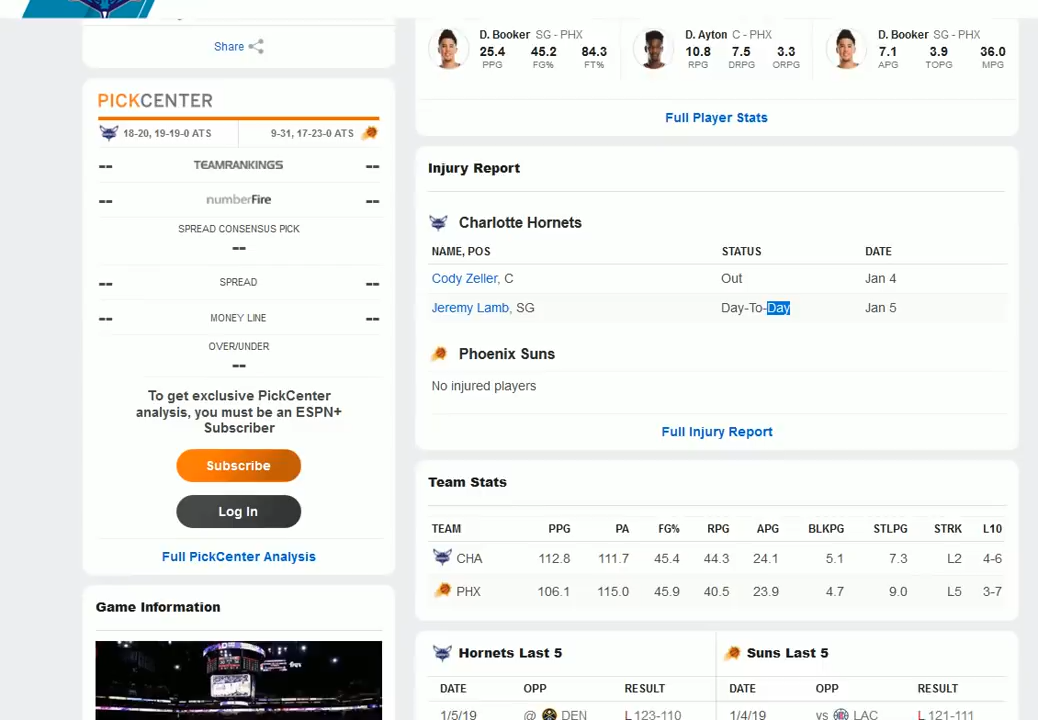 Share
PICKCENTER
18-20, 19-19-0 ATS 9-31, 17-23-0 ATS
-- TEAMRANKINGS --
-- numberFire --
SPREAD CONSENSUS PICK
--
-- SPREAD --
-- MONEY LINE --
OVER/UNDER
--
To get exclusive PickCenter
analysis, you must be an ESPN+
Subscriber
Subscribe
Log In
Full PickCenter Analysis
Game Information
D. Booker SG - PHX
25.4 45.2 84.3
PPG FG% FT%
D. Ayton C - PHX
10.8 7.5 3.3
RPG DRPG ORPG
D. Booker SG - PHX
7.1 3.9 36.0
APG TOPG MPG
Full Player Stats
Injury Report
Charlotte Hornets
NAME, POS STATUS DATE
Cody Zeller, C Out Jan 4
Jeremy Lamb, SG Day-To-Day Jan 5
Phoenix Suns
No injured players
Full Injury Report
Team Stats
TEAM PPG PA FG% RPG APG BLKPG STLPG STRK L10
CHA 112.8 111.7 45.4 44.3 24.1 5.1 7.3 L2 4-6
PHX 106.1 115.0 45.9 40.5 23.9 4.7 9.0 L5 3-7
Hornets Last 5
DATE OPP RESULT
1/5/19 @ DEN L 123-110
Suns Last 5
DATE OPP RESULT
1/4/19 vs LAC L 121-111